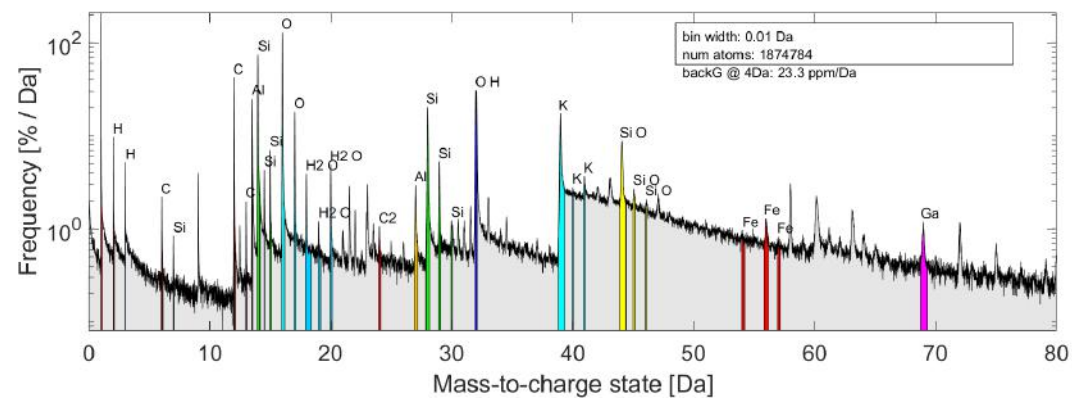 bin width: 0.01 Da
num atoms: 1874784
backG @ 4Da: 23.3 ppm/Da
Frequency [% / Da]
10²
10⁰
H
H
C
Si
C
C
Al
Si
Si
Si
O
O
H2 O
H2 O
H2 O
C2
Al
Si
Si
Si
O H
K
K
K
Si O
Si O
Si O
Fe
Fe
Fe
Ga
0 10 20 30 40 50 60 70 80
Mass-to-charge state [Da]